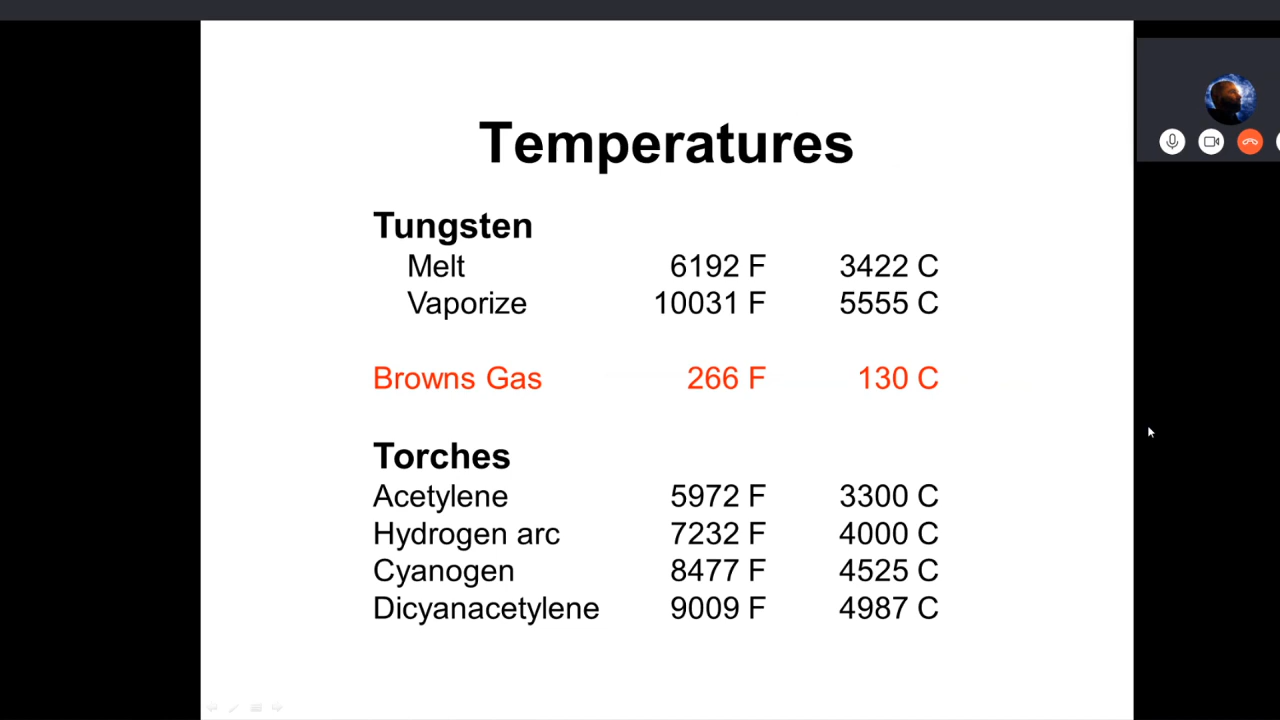 Temperatures
Tungsten
Melt 6192 F 3422 C
Vaporize 10031 F 5555 C
Browns Gas 266 F 130 C
Torches
Acetylene 5972 F 3300 C
Hydrogen arc 7232 F 4000 C
Cyanogen 8477 F 4525 C
Dicyanacetylene 9009 F 4987 C